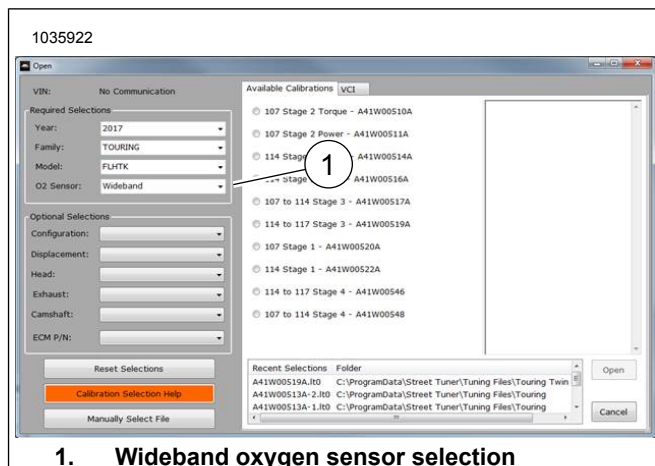 1035922
Open
VIN: No Communication
Required Selections
Year: 2017
Family: TOURING
Model: FLHTK
O2 Sensor: Wideband
Optional Selections
Configuration:
Displacement:
Head:
Exhaust:
Camshaft:
ECM P/N:
Reset Selections
Calibration Selection Help
Manually Select File
Available Calibrations VCI
107 Stage 2 Torque - A41W00510A
107 Stage 2 Power - A41W00511A
114 Stage - A41W00514A
114 Stage A41W00516A
107 to 114 Stage 3 - A41W00517A
114 to 117 Stage 3 - A41W00519A
107 Stage 1 - A41W00520A
114 Stage 1 - A41W00522A
114 to 117 Stage 4 - A41W00546
107 to 114 Stage 4 - A41W00548
1
Recent Selections Folder
A41W00519A.lt0 C:\ProgramData\Street Tuner\Tuning Files\Touring Twin
A41W00513A-2.lt0 C:\ProgramData\Street Tuner\Tuning Files\Touring
A41W00513A-1.lt0 C:\ProgramData\Street Tuner\Tuning Files\Touring
Open
Cancel
1. Wideband oxygen sensor selection